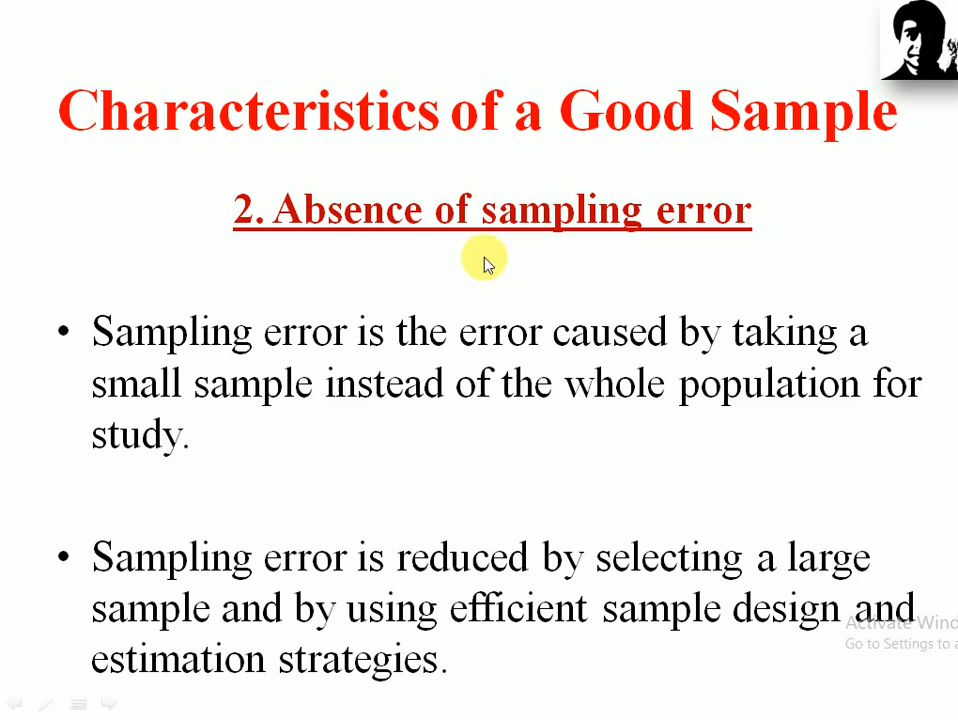 Characteristics of a Good Sample
2. Absence of sampling error
• Sampling error is the error caused by taking a
small sample instead of the whole population for
study.
• Sampling error is reduced by selecting a large
sample and by using efficient sample design and
estimation strategies.
Activate Wind
Go to Settings to a